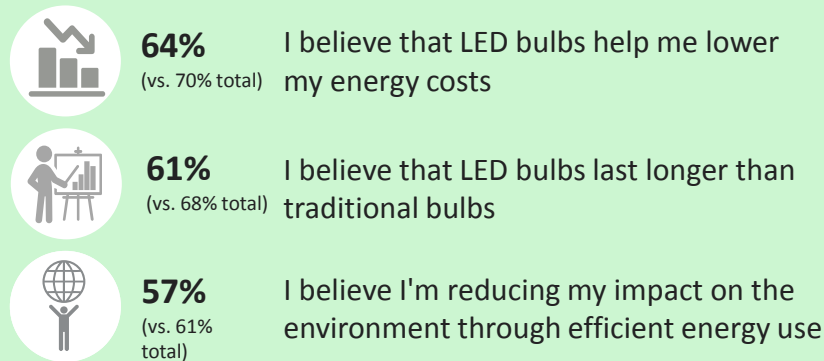 64%
(vs. 70% total)
I believe that LED bulbs help me lower
my energy costs
61%
(vs. 68% total)
I believe that LED bulbs last longer than
traditional bulbs
57%
(vs. 61%
total)
I believe I'm reducing my impact on the
environment through efficient energy use